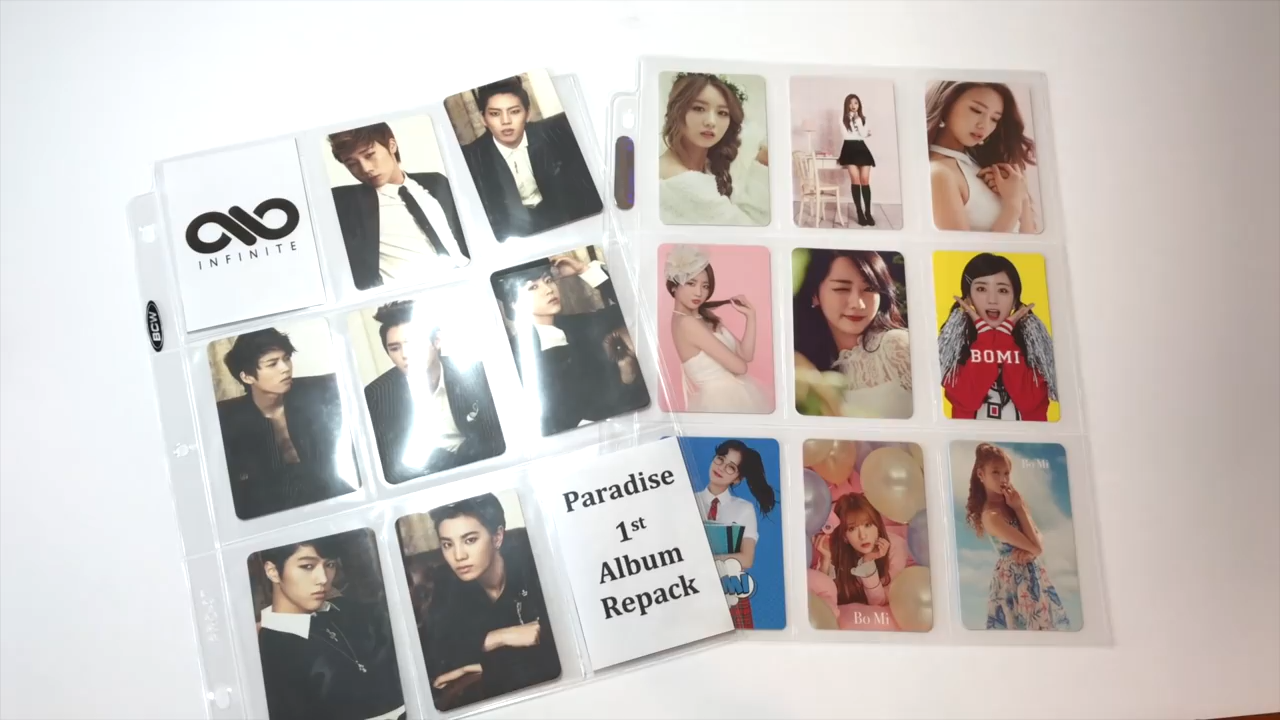 INFINITE
BCW
Paradise
1st
Album
Repack
BOMI
Bo Mi
Bo Mi